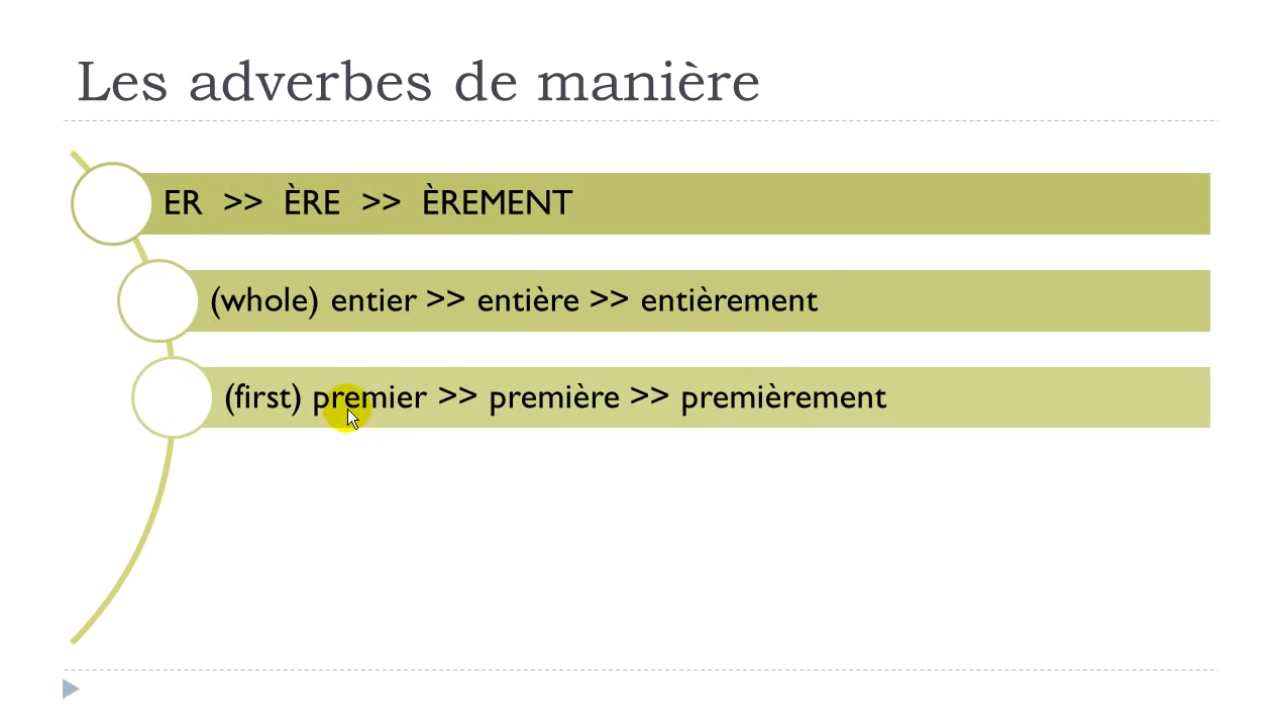 Les adverbes de manière
ER >> ÈRE >> ÈREMENT
(whole) entier >> entière >> entièrement
(first) premier >> première >> premièrement